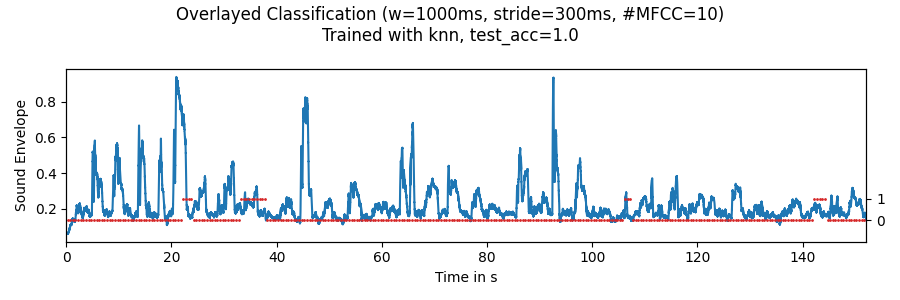 Overlayed Classification (w=1000ms, stride=300ms, #MFCC=10)
Trained with knn, test_acc=1.0
Sound Envelope
0.8
0.6
0.4
0.2
1
0
0 20 40 60 80 100 120 140
Time in s